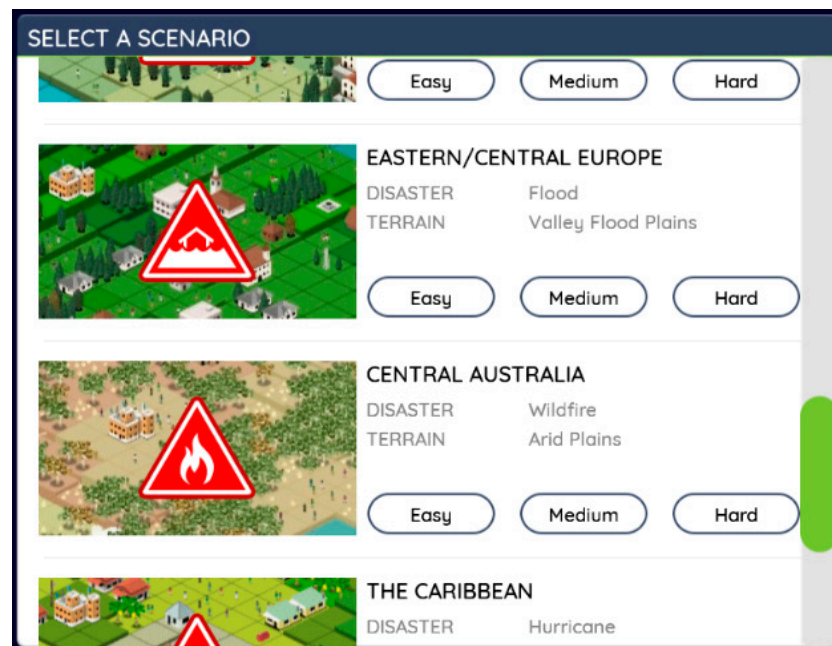 SELECT A SCENARIO
Easy Medium Hard
EASTERN/CENTRAL EUROPE
DISASTER Flood
TERRAIN Valley Flood Plains
Easy Medium Hard
CENTRAL AUSTRALIA
DISASTER Wildfire
TERRAIN Arid Plains
Easy Medium Hard
THE CARIBBEAN
DISASTER Hurricane